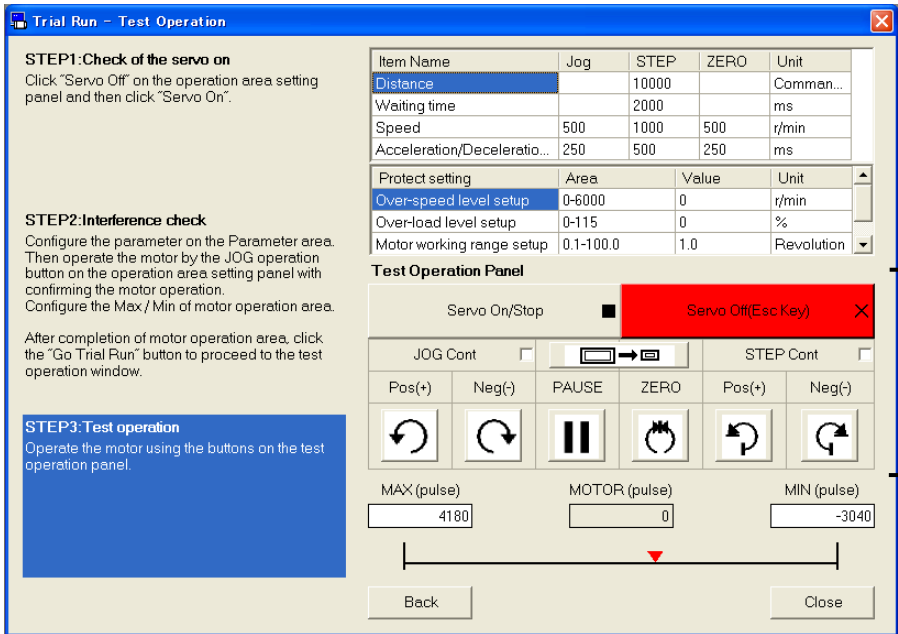 Trial Run - Test Operation
STEP1:Check of the servo on
Click "Servo Off" on the operation area setting
panel and then click "Servo On".
STEP2:Interference check
Configure the parameter on the Parameter area.
Then operate the motor by the JOG operation
button on the operation area setting panel with
confirming the motor operation.
Configure the Max / Min of motor operation area.
After completion of motor operation area, click
the "Go Trial Run" button to proceed to the test
operation window.
STEP3:Test operation
Operate the motor using the buttons on the test
operation panel.
Item Name Jog STEP ZERO Unit
Distance 10000 Comman...
Waiting time 2000 ms
Speed 500 1000 500 r/min
Acceleration/Deceleratio... 250 500 250 ms
Protect setting Area Value Unit
Over-speed level setup 0-6000 0 r/min
Over-load level setup 0-115 0 %
Motor working range setup 0.1-100.0 1.0 Revolution
Test Operation Panel
Servo On/Stop Servo Off(Esc Key)
JOG Cont STEP Cont
Pos(+) Neg(-) PAUSE ZERO Pos(+) Neg(-)
MAX (pulse) MOTOR (pulse) MIN (pulse)
4180 0 -3040
Back Close